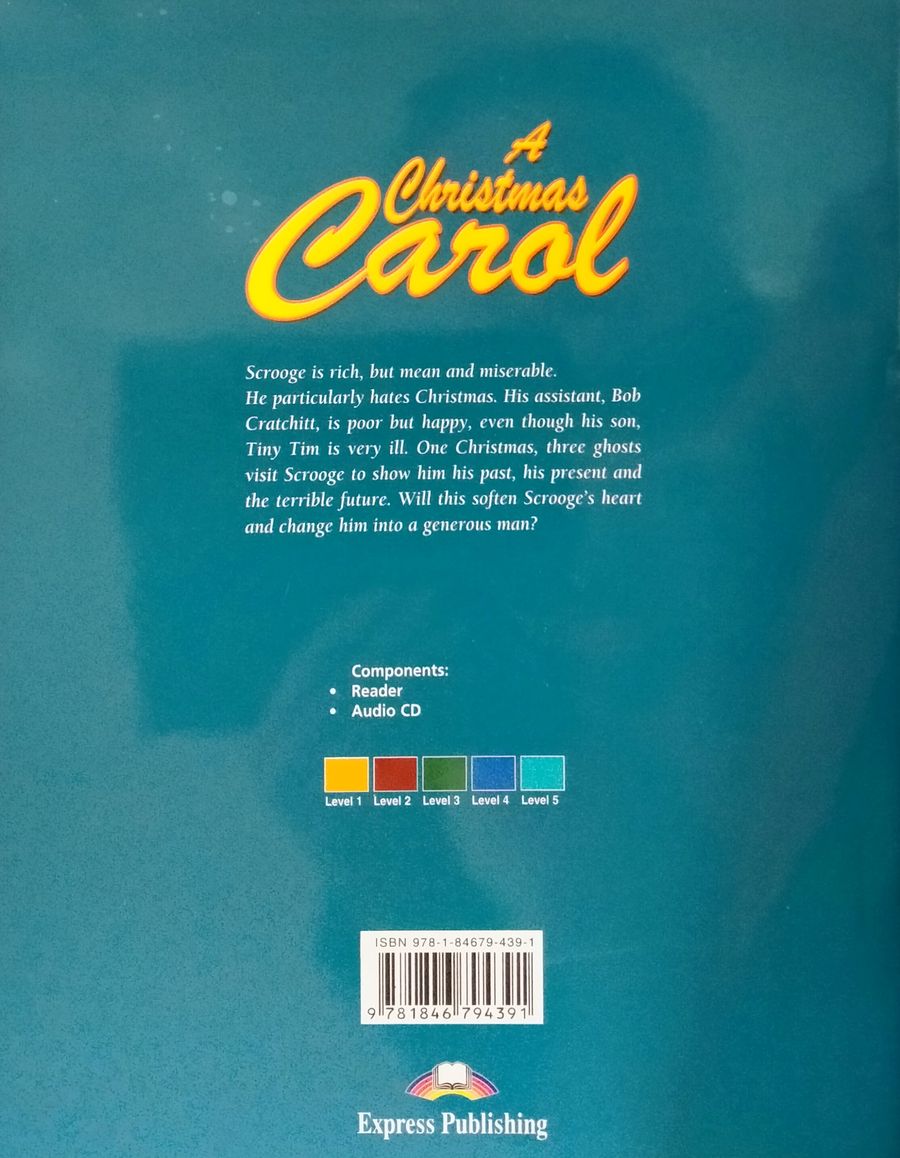 A
Christmas
Carol
Scrooge is rich, but mean and miserable.
He particularly hates Christmas. His assistant, Bob
Cratchitt, is poor but happy, even though his son,
Tiny Tim is very ill. One Christmas, three ghosts
visit Scrooge to show him his past, his present and
the terrible future. Will this soften Scrooge's heart
and change him into a generous man?
Components:
• Reader
• Audio CD
Level 1 Level 2 Level 3 Level 4 Level 5
ISBN 978-1-84679-439-1
9 781846 794391
Express Publishing